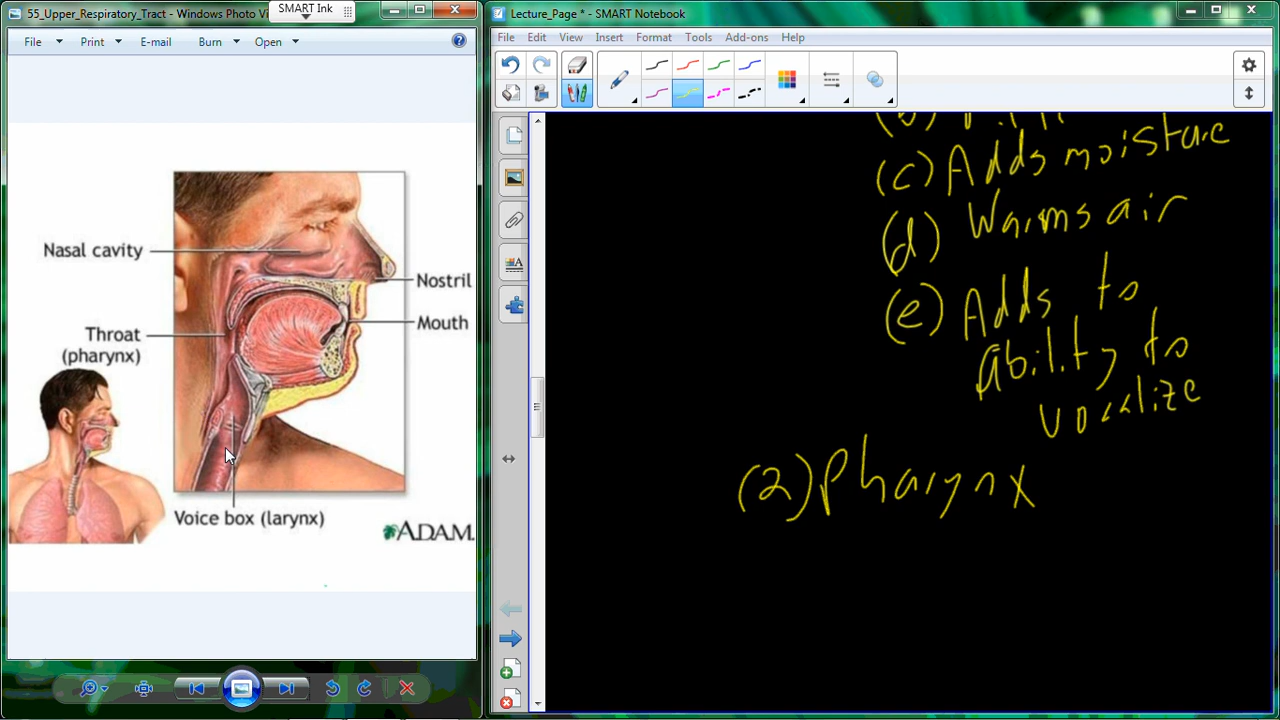 55_Upper_Respiratory_Tract - Windows Photo Vi
SMART Ink
File Print E-mail Burn Open
Nasal cavity
Nostril
Mouth
Throat
(pharynx)
Voice box (larynx)
ADAM.
Lecture_Page * - SMART Notebook
File Edit View Insert Format Tools Add-ons Help
(c) Adds moisture
(d) Warms air
(e) Adds to
ability to
vocalize
(2) Pharynx